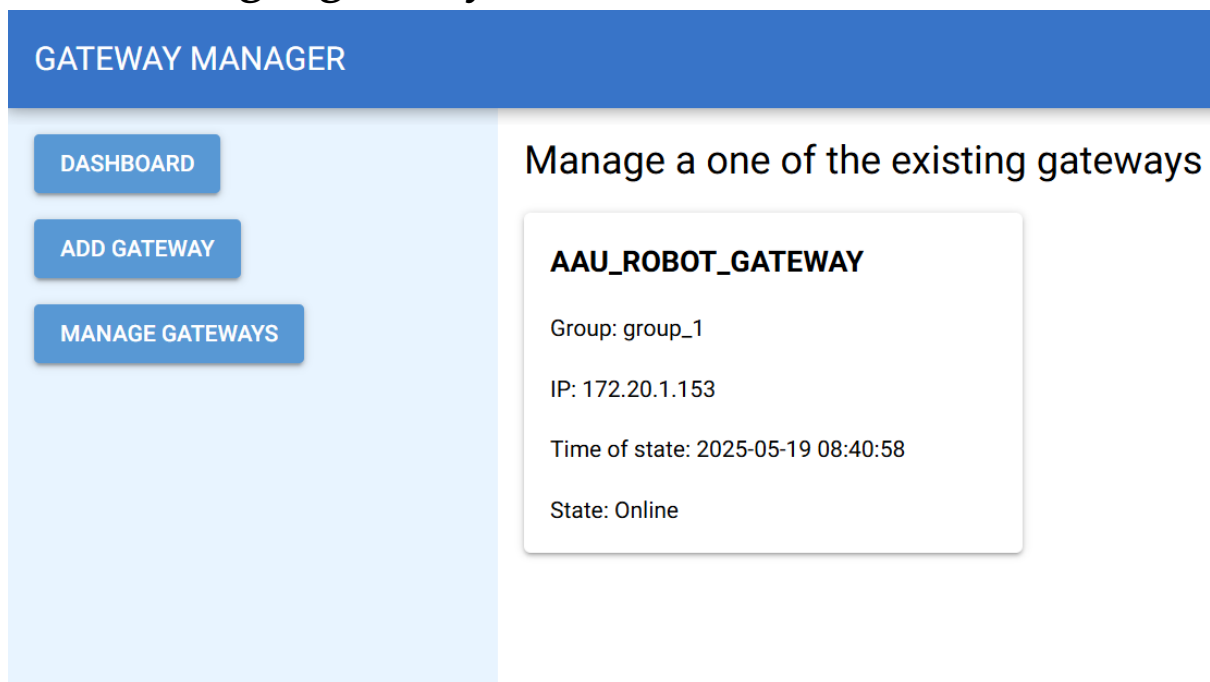 GATEWAY MANAGER
DASHBOARD
ADD GATEWAY
MANAGE GATEWAYS
Manage a one of the existing gateways
AAU_ROBOT_GATEWAY
Group: group_1
IP: 172.20.1.153
Time of state: 2025-05-19 08:40:58
State: Online